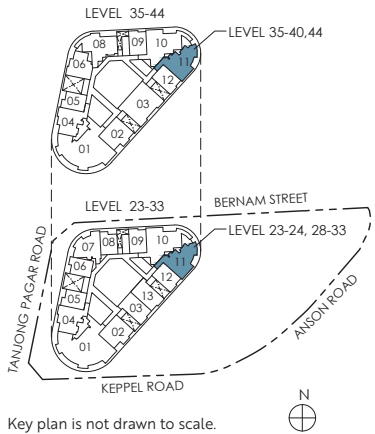 LEVEL 35-44
LEVEL 35-40,44
08
09
10
06
11
12
05
03
04
02
01
LEVEL 23-33
BERNAM STREET
LEVEL 23-24, 28-33
TANJONG PAGAR ROAD
07
08
09
10
06
11
12
05
13
03
04
02
01
ANSON ROAD
KEPPEL ROAD
N
Key plan is not drawn to scale.